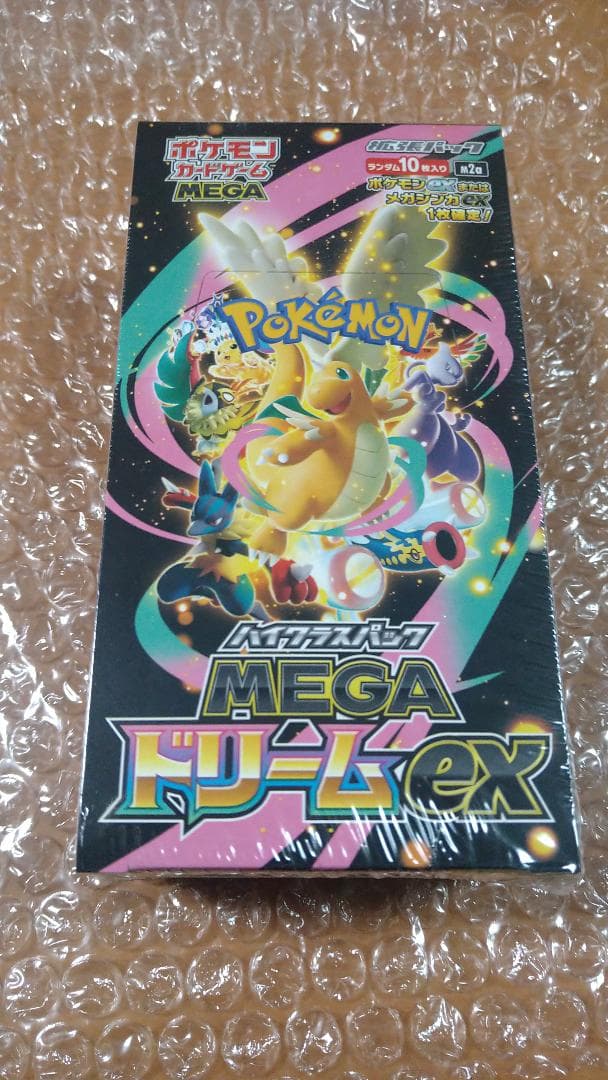 ポケモン
カードゲーム
MEGA
拡張パック
ランダム10枚入り
M2a
ポケモンexまたは
メガシンカex
1枚確定!
POKÉMON
ハイクラスパック
MEGA
ドリームex